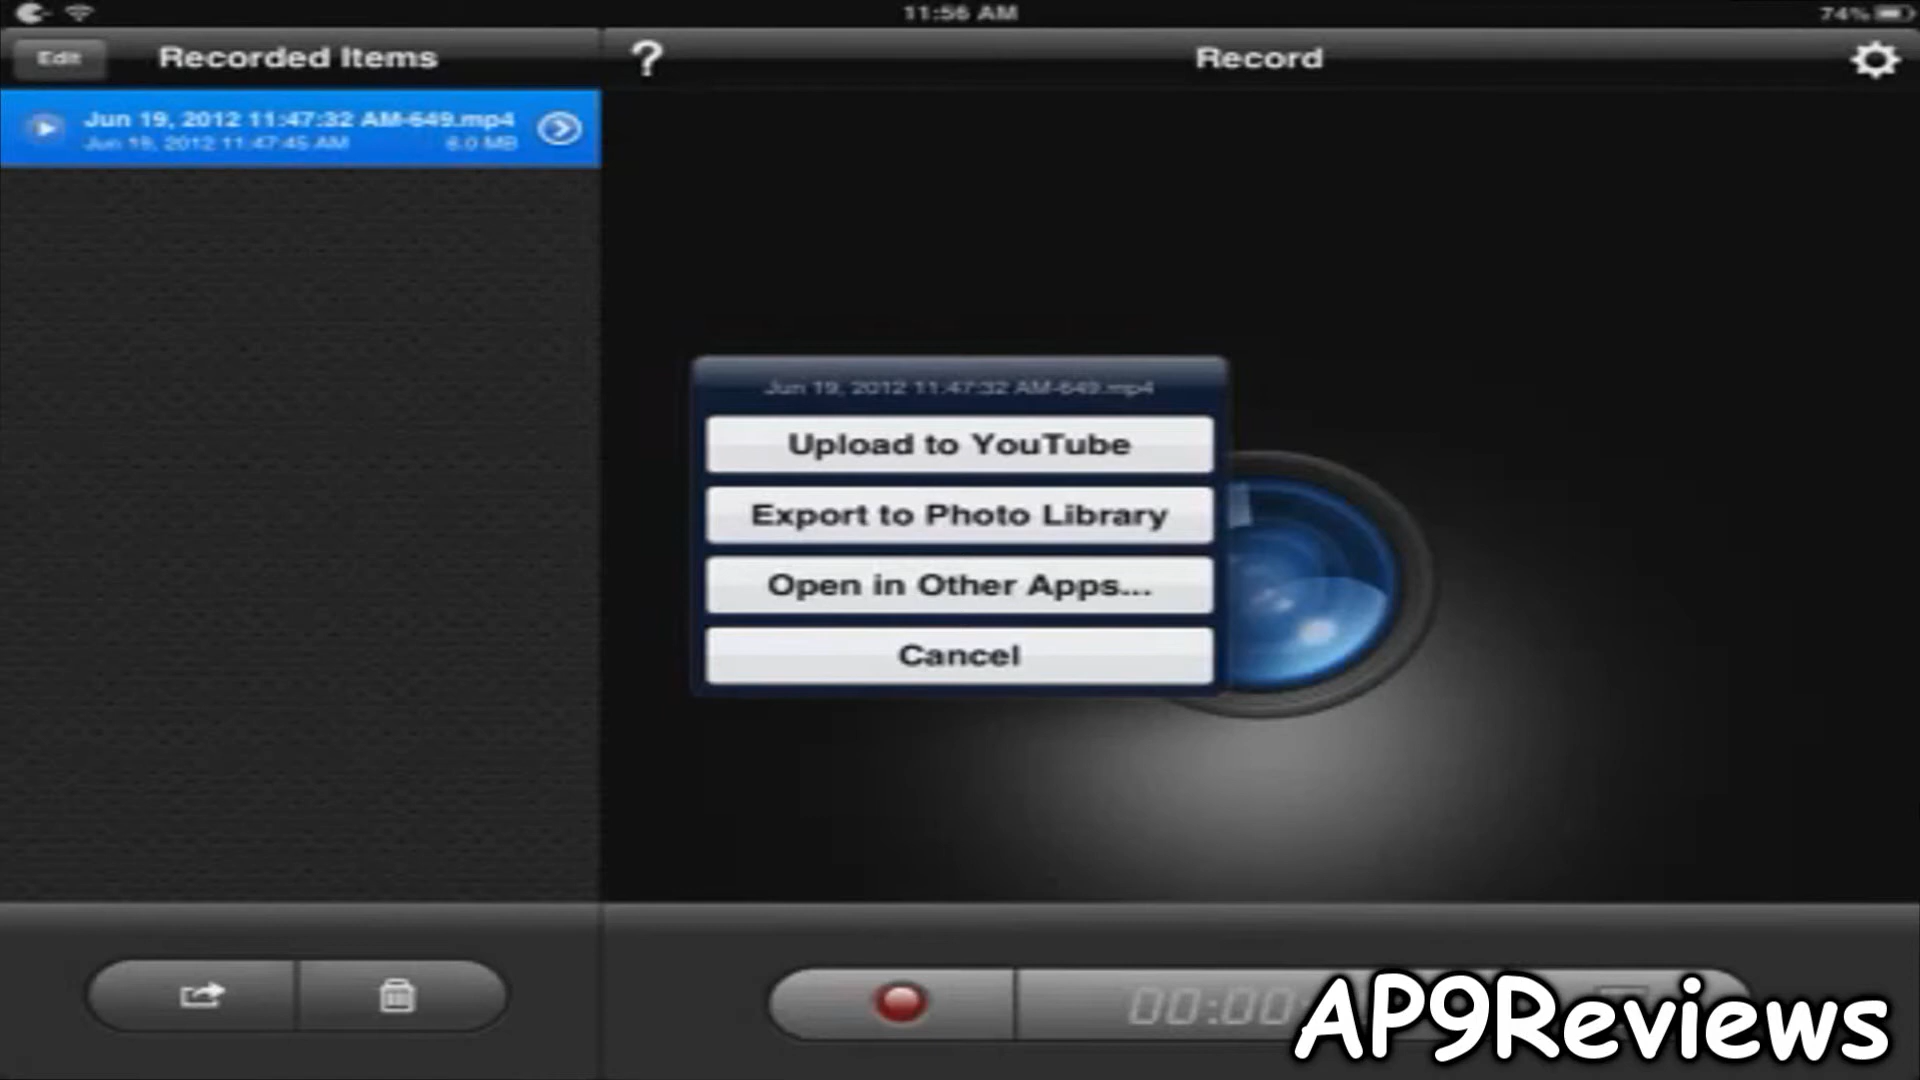 11:56 AM
74%
Edit
Recorded Items
?
Record
Jun 19, 2012 11:47:32 AM-649.mp4
Jun 19, 2012 11:47:45 AM
6.0 MB
Jun 19, 2012 11:47:32 AM-649.mp4
Upload to YouTube
Export to Photo Library
Open in Other Apps...
Cancel
00:00:
AP9Reviews